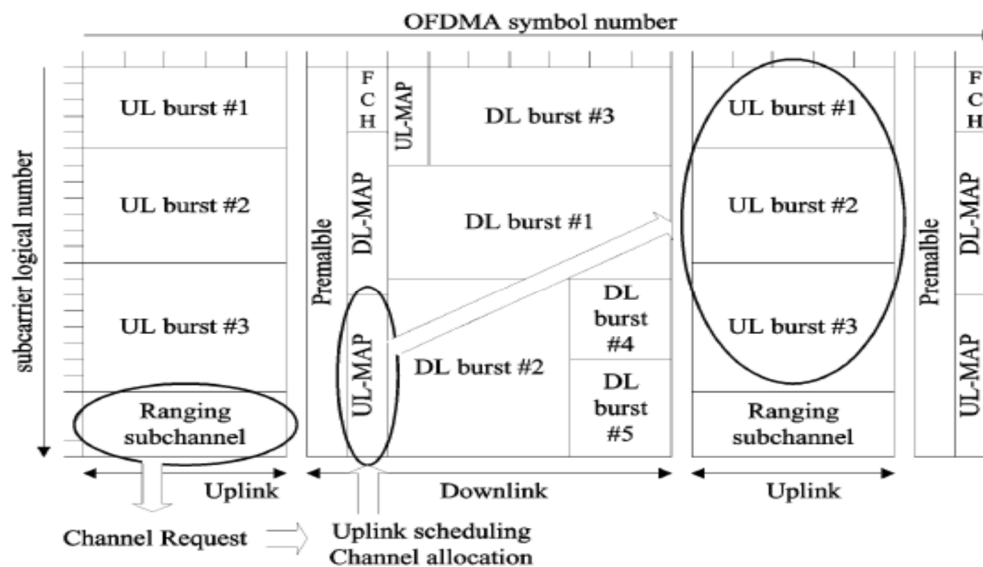 OFDMA symbol number
subcarrier logical number
UL burst #1
UL burst #2
UL burst #3
Ranging
subchannel
Uplink
Premalble
F
C
H
DL-MAP
UL-MAP
UL-MAP
DL burst #3
DL burst #1
DL burst #2
DL
burst
#4
DL
burst
#5
Downlink
UL burst #1
UL burst #2
UL burst #3
Ranging
subchannel
Uplink
Premalble
F
C
H
DL-MAP
UL-MAP
Channel Request
Uplink scheduling
Channel allocation